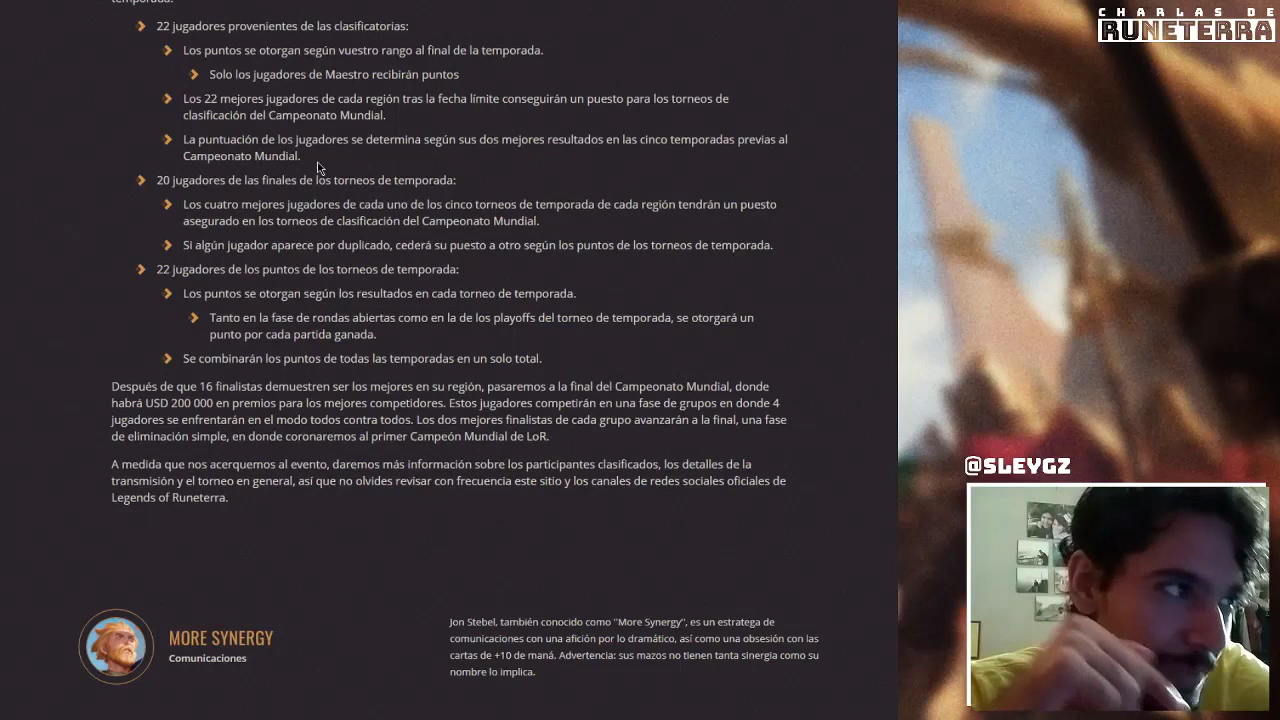 temporada:
22 jugadores provenientes de las clasificatorias:
Los puntos se otorgan según vuestro rango al final de la temporada.
Solo los jugadores de Maestro recibirán puntos
Los 22 mejores jugadores de cada región tras la fecha límite conseguirán un puesto para los torneos de
clasificación del Campeonato Mundial.
La puntuación de los jugadores se determina según sus dos mejores resultados en las cinco temporadas previas al
Campeonato Mundial.
20 jugadores de las finales de los torneos de temporada:
Los cuatro mejores jugadores de cada uno de los cinco torneos de temporada de cada región tendrán un puesto
asegurado en los torneos de clasificación del Campeonato Mundial.
Si algún jugador aparece por duplicado, cederá su puesto a otro según los puntos de los torneos de temporada.
22 jugadores de los puntos de los torneos de temporada:
Los puntos se otorgan según los resultados en cada torneo de temporada.
Tanto en la fase de rondas abiertas como en la de los playoffs del torneo de temporada, se otorgará un
punto por cada partida ganada.
Se combinarán los puntos de todas las temporadas en un solo total.
Después de que 16 finalistas demuestren ser los mejores en su región, pasaremos a la final del Campeonato Mundial, donde
habrá USD 200 000 en premios para los mejores competidores. Estos jugadores competirán en una fase de grupos en donde 4
jugadores se enfrentarán en el modo todos contra todos. Los dos mejores finalistas de cada grupo avanzarán a la final, una fase
de eliminación simple, en donde coronaremos al primer Campeón Mundial de LoR.
A medida que nos acerquemos al evento, daremos más información sobre los participantes clasificados, los detalles de la
transmisión y el torneo en general, así que no olvides revisar con frecuencia este sitio y los canales de redes sociales oficiales de
Legends of Runeterra.
MORE SYNERGY
Comunicaciones
Jon Stebel, también conocido como "More Synergy", es un estratega de
comunicaciones con una afición por lo dramático, así como una obsesión con las
cartas de +10 de maná. Advertencia: sus mazos no tienen tanta sinergia como su
nombre lo implica.
CHARLAS DE
RUNETERRA
@SLEYGZ